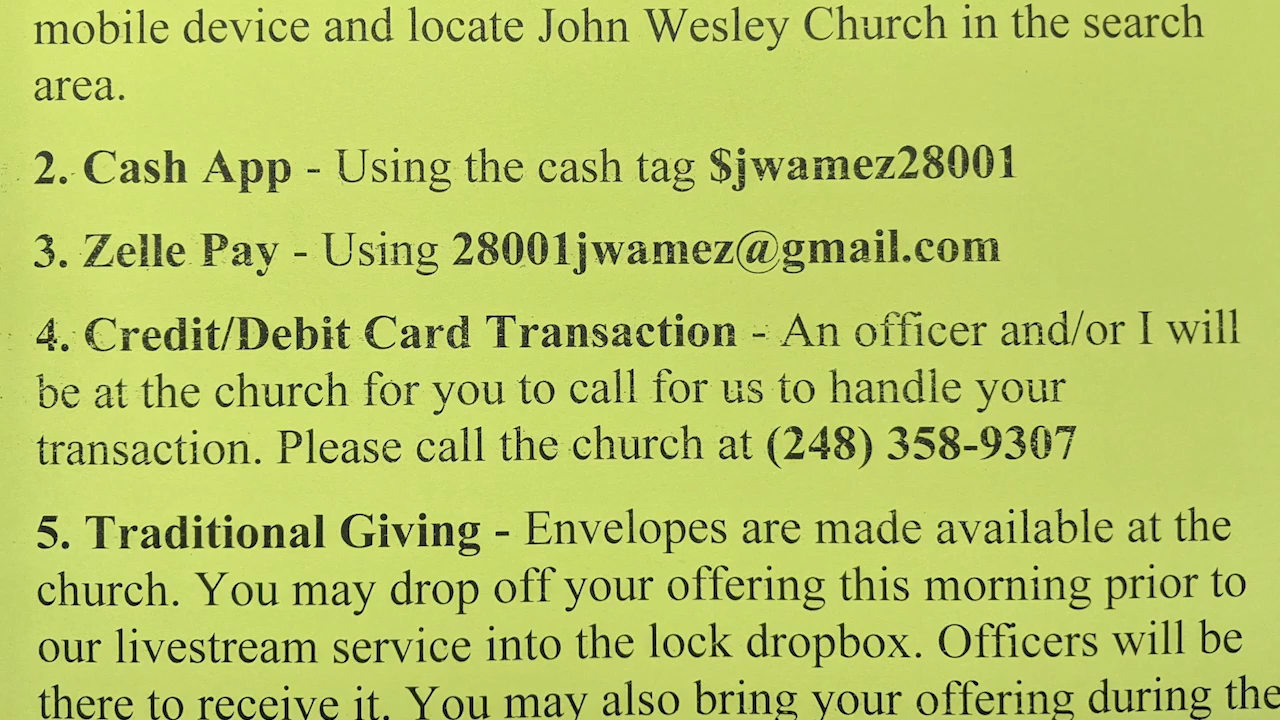 mobile device and locate John Wesley Church in the search
area.
2. Cash App - Using the cash tag $jwamez28001
3. Zelle Pay - Using 28001jwamez@gmail.com
4. Credit/Debit Card Transaction - An officer and/or I will
be at the church for you to call for us to handle your
transaction. Please call the church at (248) 358-9307
5. Traditional Giving - Envelopes are made available at the
church. You may drop off your offering this morning prior to
our livestream service into the lock dropbox. Officers will be
there to receive it. You may also bring your offering during the